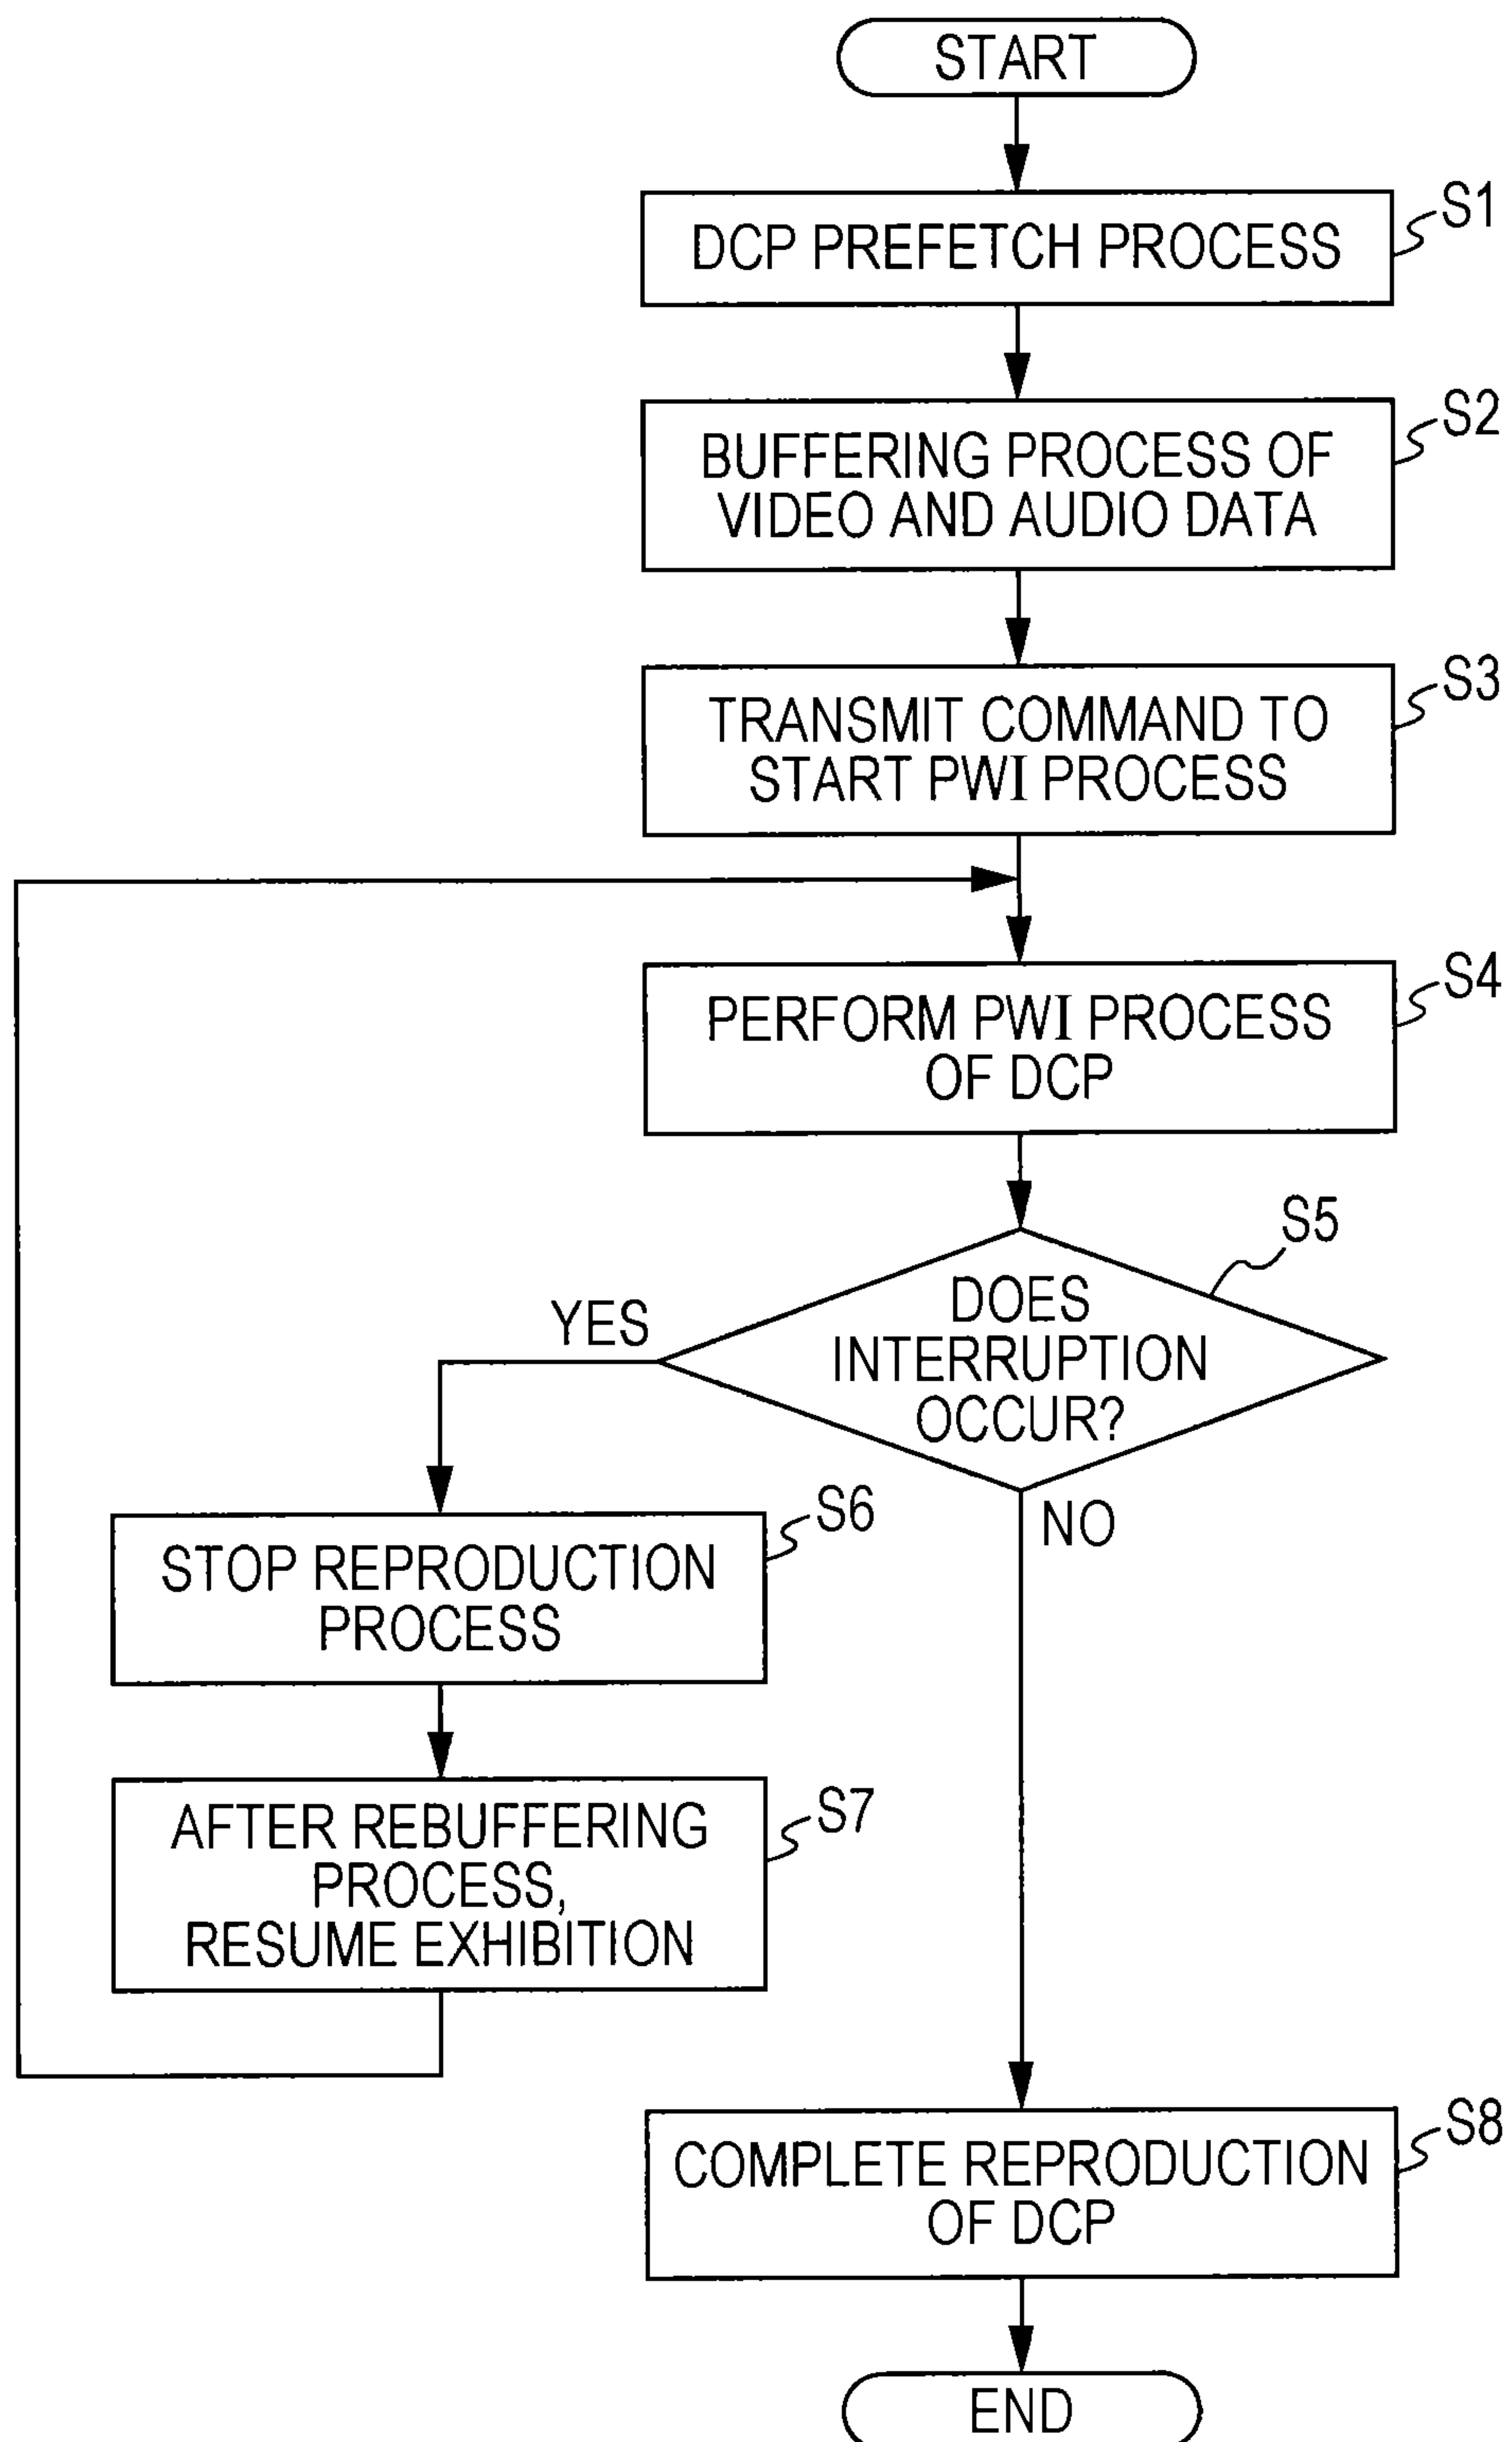 START
DCP PREFETCH PROCESS
S1
BUFFERING PROCESS OF
VIDEO AND AUDIO DATA
S2
TRANSMIT COMMAND TO
START PWI PROCESS
S3
PERFORM PWI PROCESS
OF DCP
S4
DOES
INTERRUPTION
OCCUR?
S5
YES
NO
STOP REPRODUCTION
PROCESS
S6
AFTER REBUFFERING
PROCESS,
RESUME EXHIBITION
S7
COMPLETE REPRODUCTION
OF DCP
S8
END